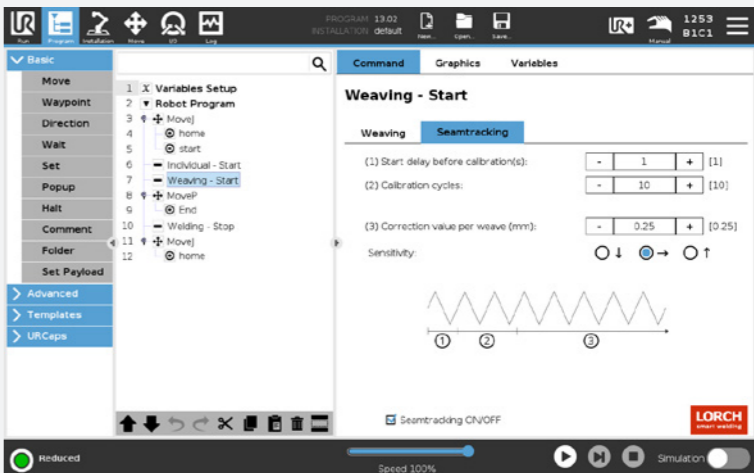 UR
Run
Program
Installation
Move
I/O
Log
PROGRAM 13.02
INSTALLATION default
New...
Open...
Save...
UR+
Manual
1253
B1C1
Basic
Move
Waypoint
Direction
Wait
Set
Popup
Halt
Comment
Folder
Set Payload
Advanced
Templates
URCaps
1 X Variables Setup
2 Robot Program
3 MoveJ
4 home
5 start
6 Individual - Start
7 Weaving - Start
8 MoveP
9 End
10 Welding - Stop
11 MoveJ
12 home
Command Graphics Variables
Weaving - Start
Weaving Seamtracking
(1) Start delay before calibration(s): - 1 + [1]
(2) Calibration cycles: - 10 + [10]
(3) Correction value per weave (mm): - 0.25 + [0.25]
Sensitivity: ↓ → ↑
① ② ③
Seamtracking ON/OFF
LORCH
smart welding
Reduced
Speed 100%
Simulation